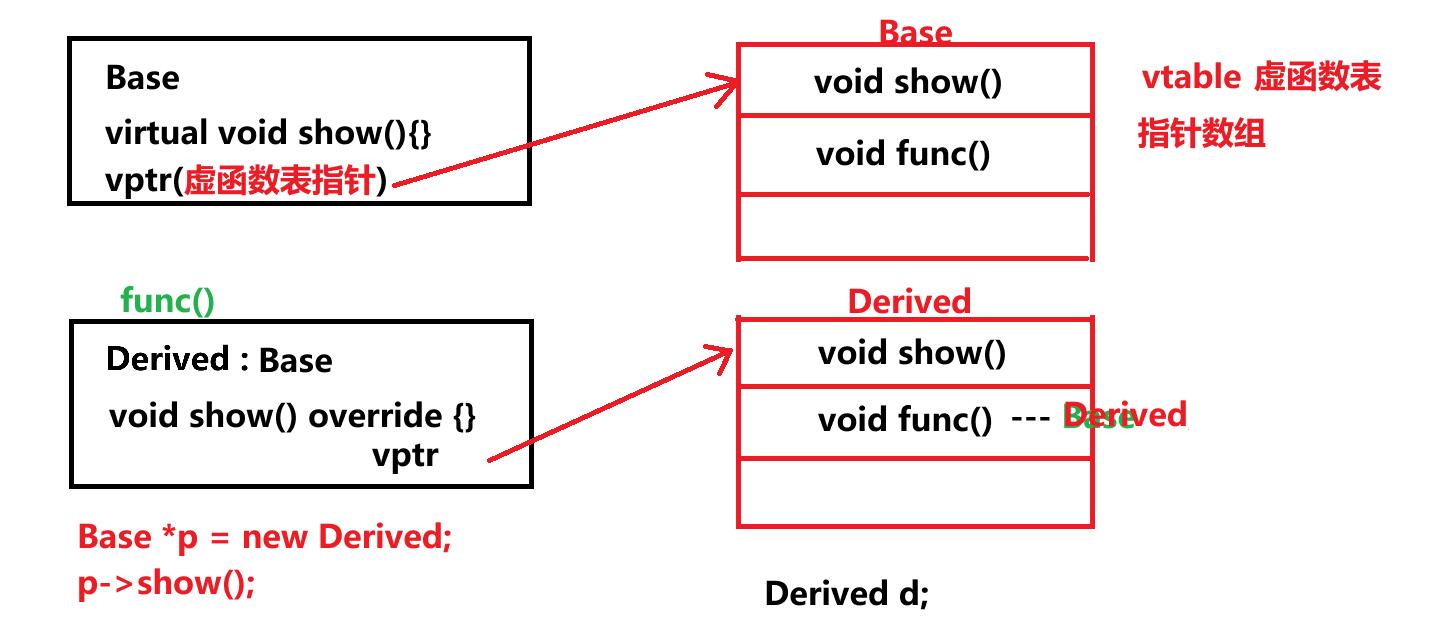 Base
virtual void show(){}
vptr(虚函数表指针)
Base
void show()
void func()
vtable 虚函数表
指针数组
func()
Derived : Base
void show() override {}
vptr
Derived
void show()
void func() --- Base Derived
Base *p = new Derived;
p->show();
Derived d;